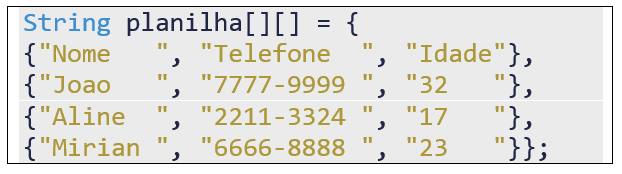 String planilha[][] = {
{"Nome   ", "Telefone  ", "Idade"},
{"Joao   ", "7777-9999 ", "32   "},
{"Aline  ", "2211-3324 ", "17   "},
{"Mirian ", "6666-8888 ", "23   "}};